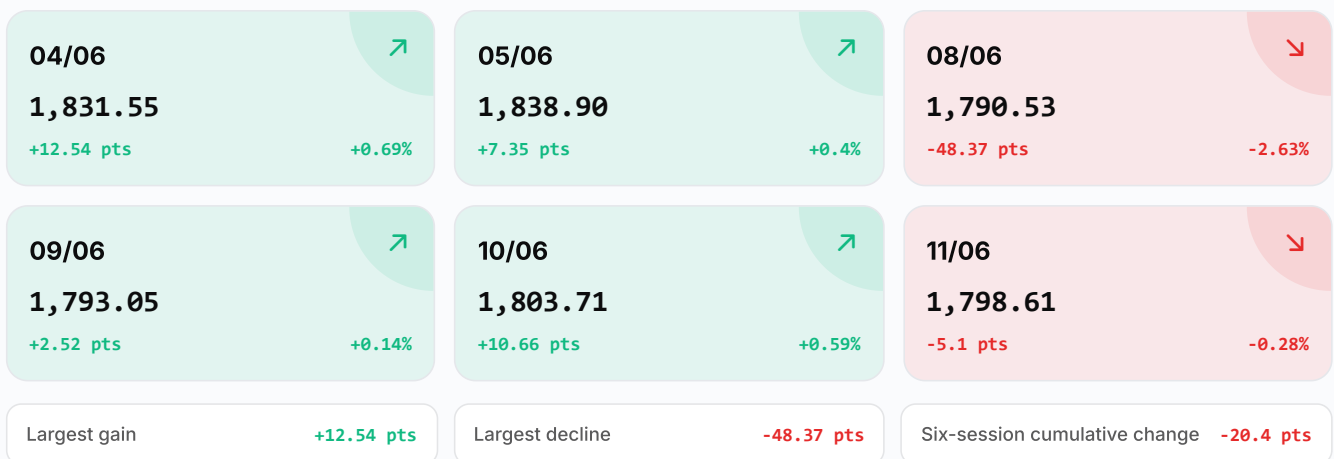 04/06
1,831.55
+12.54 pts +0.69%
05/06
1,838.90
+7.35 pts +0.4%
08/06
1,790.53
-48.37 pts -2.63%
09/06
1,793.05
+2.52 pts +0.14%
10/06
1,803.71
+10.66 pts +0.59%
11/06
1,798.61
-5.1 pts -0.28%
Largest gain +12.54 pts
Largest decline -48.37 pts
Six-session cumulative change -20.4 pts